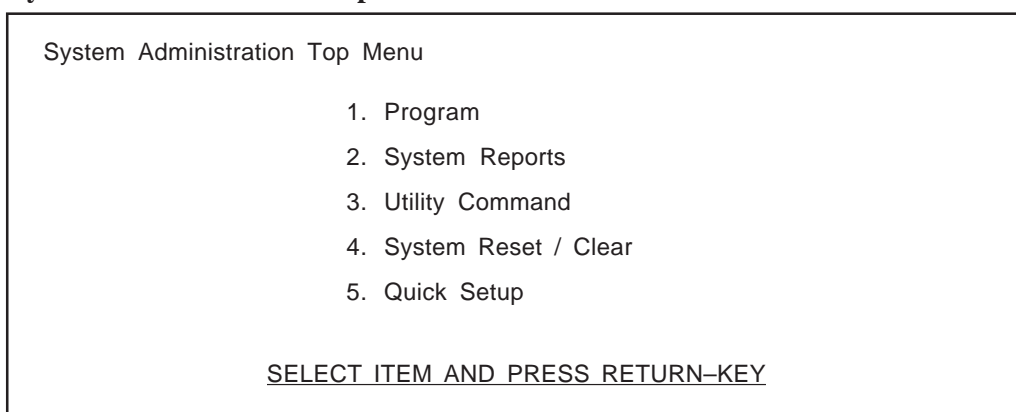 System Administration Top Menu
1. Program
2. System Reports
3. Utility Command
4. System Reset / Clear
5. Quick Setup
SELECT ITEM AND PRESS RETURN–KEY